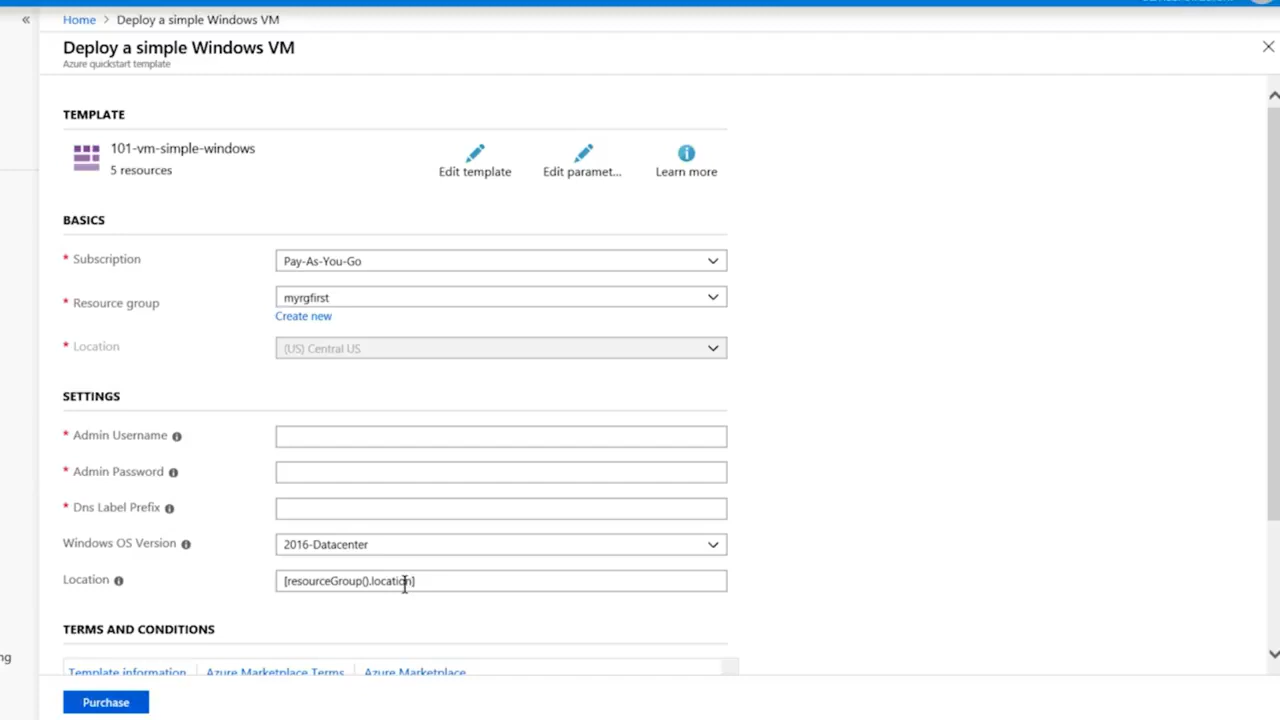 «
Home > Deploy a simple Windows VM
Deploy a simple Windows VM
Azure quickstart template
TEMPLATE
101-vm-simple-windows
5 resources
Edit template
Edit paramet...
Learn more
BASICS
* Subscription
Pay-As-You-Go
* Resource group
myrgfirst
Create new
* Location
(US) Central US
SETTINGS
* Admin Username
* Admin Password
* Dns Label Prefix
Windows OS Version
2016-Datacenter
Location
[resourceGroup().location]
TERMS AND CONDITIONS
Template information | Azure Marketplace Terms | Azure Marketplace
ng
Purchase